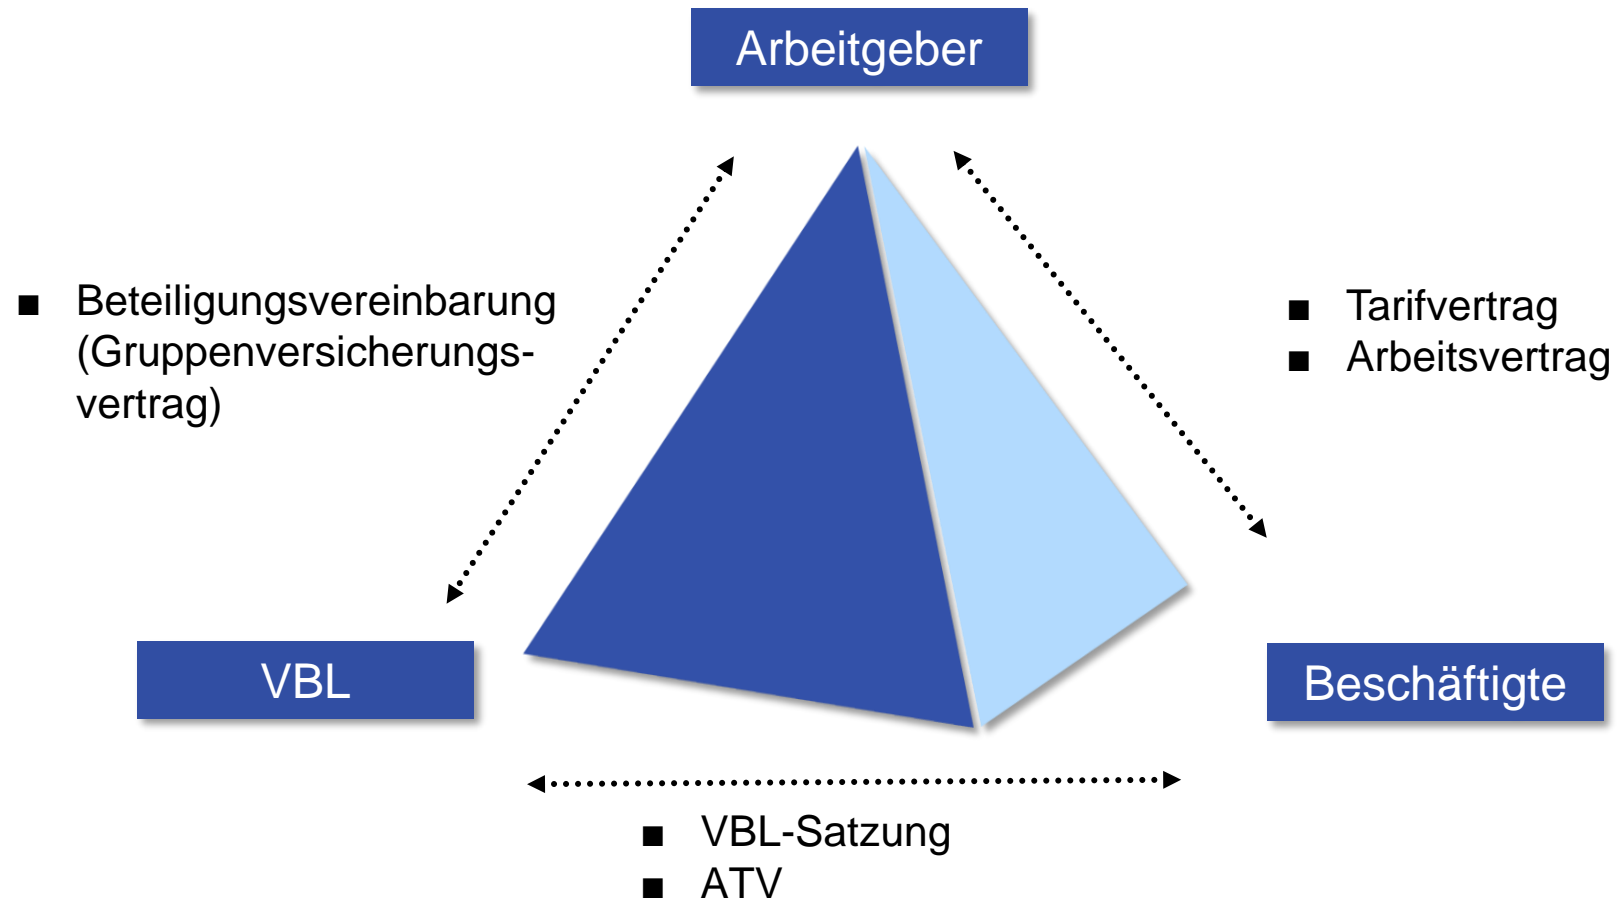 Arbeitgeber
■ Beteiligungsvereinbarung
(Gruppenversicherungs-
vertrag)
■ Tarifvertrag
■ Arbeitsvertrag
VBL
Beschäftigte
■ VBL-Satzung
■ ATV